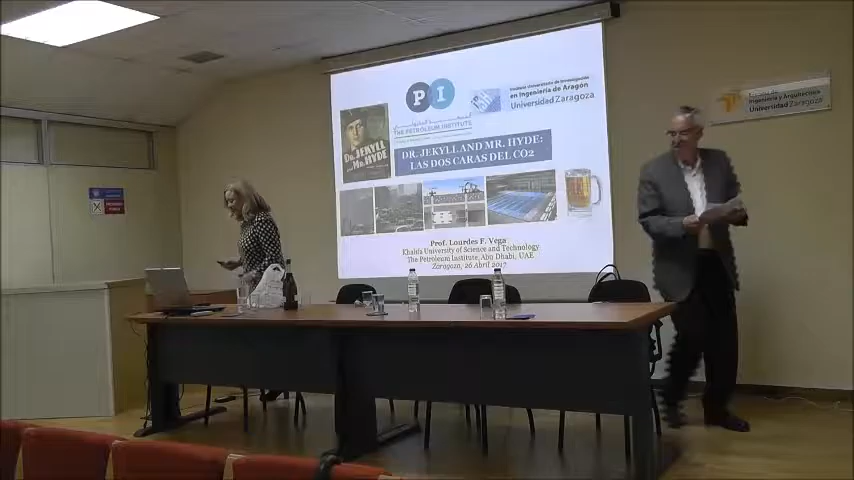 PI
Instituto Universitario de Investigación
en Ingeniería de Aragón
Universidad Zaragoza
THE PETROLEUM INSTITUTE
DR. JEKYLL
AND MR. HYDE
DR. JEKYLL AND MR. HYDE:
LAS DOS CARAS DEL CO2
Prof. Lourdes F. Vega
Khalifa University of Science and Technology
The Petroleum Institute, Abu Dhabi, UAE
Zaragoza, 26 Abril 2017
Escuela de
Ingeniería y Arquitectura
Universidad Zaragoza